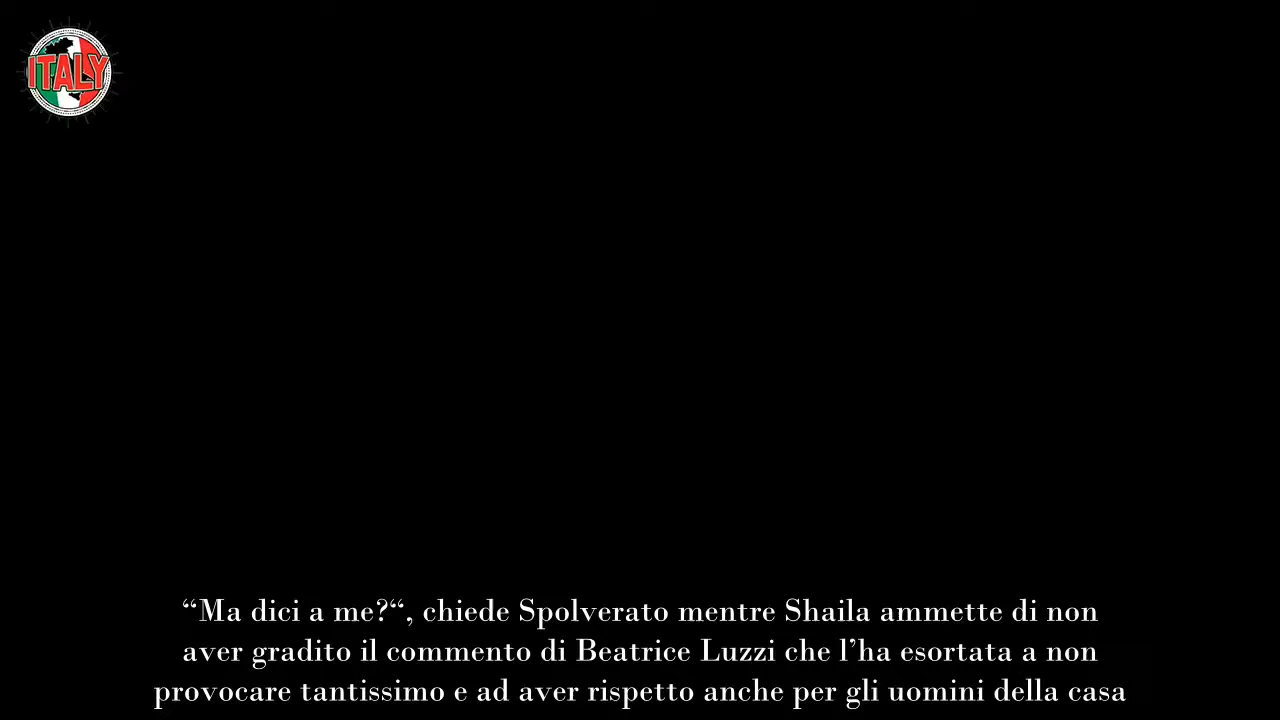 ITALY
“Ma dici a me?“, chiede Spolverato mentre Shaila ammette di non
aver gradito il commento di Beatrice Luzzi che l’ha esortata a non
provocare tantissimo e ad aver rispetto anche per gli uomini della casa